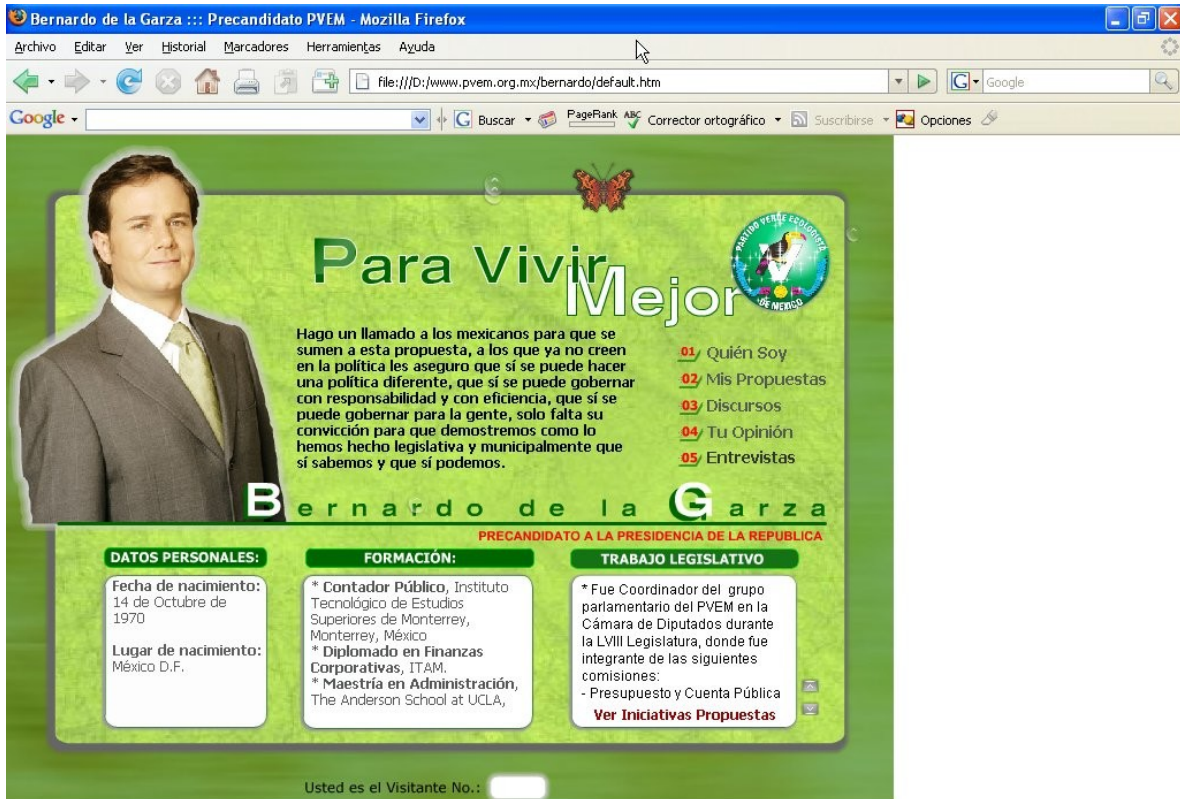 Bernardo de la Garza ::: Precandidato PVEM - Mozilla Firefox
Archivo Editar Ver Historial Marcadores Herramientas Ayuda
file:///D:/www.pvem.org.mx/bernardo/default.htm
G Google
Google Buscar PageRank ABC Corrector ortográfico Suscribirse Opciones
PARTIDO VERDE ECOLOGISTA
DE MEXICO
Para Vivir
Mejor
Hago un llamado a los mexicanos para que se
sumen a esta propuesta, a los que ya no creen
en la política les aseguro que sí se puede hacer
una política diferente, que sí se puede gobernar
con responsabilidad y con eficiencia, que sí se
puede gobernar para la gente, solo falta su
convicción para que demostremos como lo
hemos hecho legislativa y municipalmente que
sí sabemos y que sí podemos.
01/ Quién Soy
02/ Mis Propuestas
03/ Discursos
04/ Tu Opinión
05/ Entrevistas
Bernardo de la Garza
PRECANDIDATO A LA PRESIDENCIA DE LA REPUBLICA
DATOS PERSONALES:
Fecha de nacimiento:
14 de Octubre de
1970
Lugar de nacimiento:
México D.F.
FORMACIÓN:
* Contador Público, Instituto
Tecnológico de Estudios
Superiores de Monterrey,
Monterrey, México
* Diplomado en Finanzas
Corporativas, ITAM.
* Maestría en Administración,
The Anderson School at UCLA,
TRABAJO LEGISLATIVO
* Fue Coordinador del grupo
parlamentario del PVEM en la
Cámara de Diputados durante
la LVIII Legislatura, donde fue
integrante de las siguientes
comisiones:
- Presupuesto y Cuenta Pública
Ver Iniciativas Propuestas
Usted es el Visitante No.: